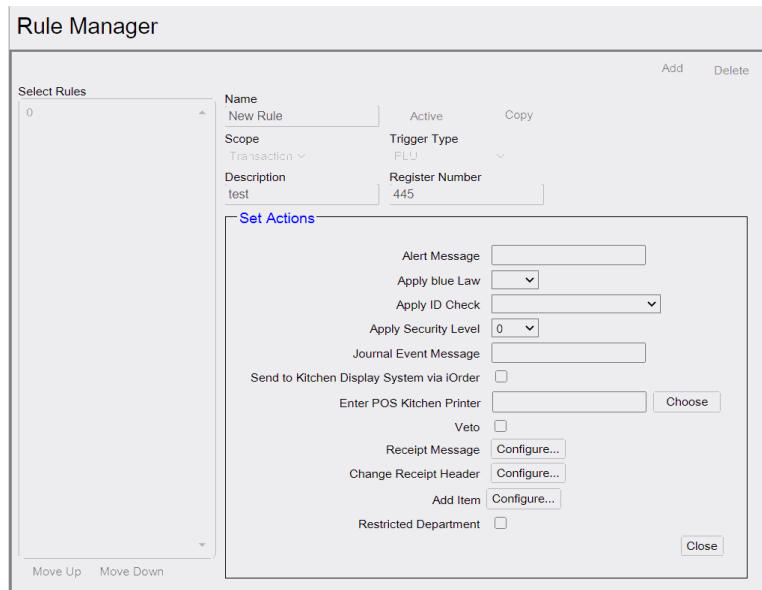 Rule Manager
Add Delete
Select Rules
0
Name
New Rule Active Copy
Scope Trigger Type
Transaction PLU
Description Register Number
test 445
Set Actions
Alert Message
Apply blue Law
Apply ID Check
Apply Security Level 0
Journal Event Message
Send to Kitchen Display System via iOrder
Enter POS Kitchen Printer Choose
Veto
Receipt Message Configure...
Change Receipt Header Configure...
Add Item Configure...
Restricted Department
Close
Move Up Move Down